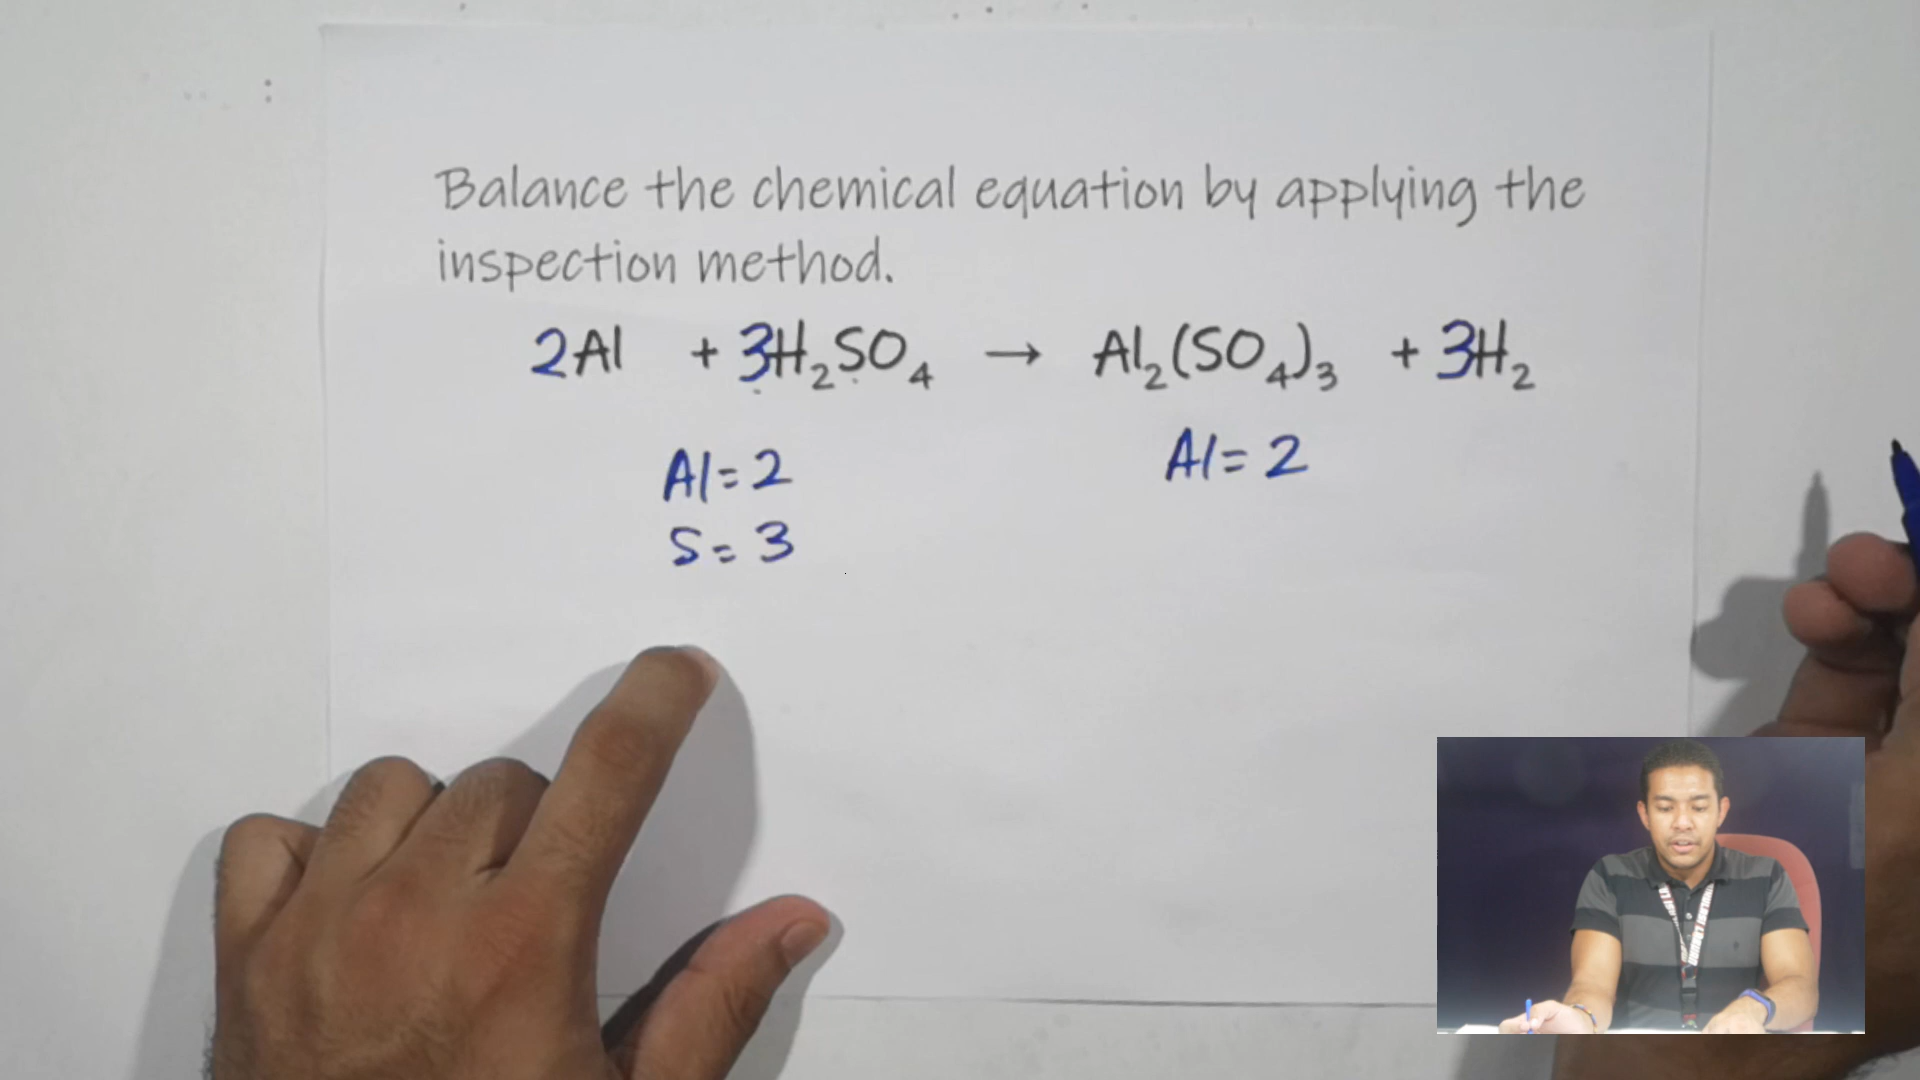 Balance the chemical equation by applying the
inspection method.
2Al + 3H₂SO₄ → Al₂(SO₄)₃ + 3H₂
Al = 2 Al = 2
S = 3